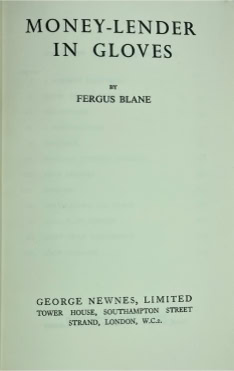 MONEY-LENDER
IN GLOVES
BY
FERGUS BLANE
GEORGE NEWNES, LIMITED
TOWER HOUSE, SOUTHAMPTON STREET
STRAND, LONDON, W.C.2.